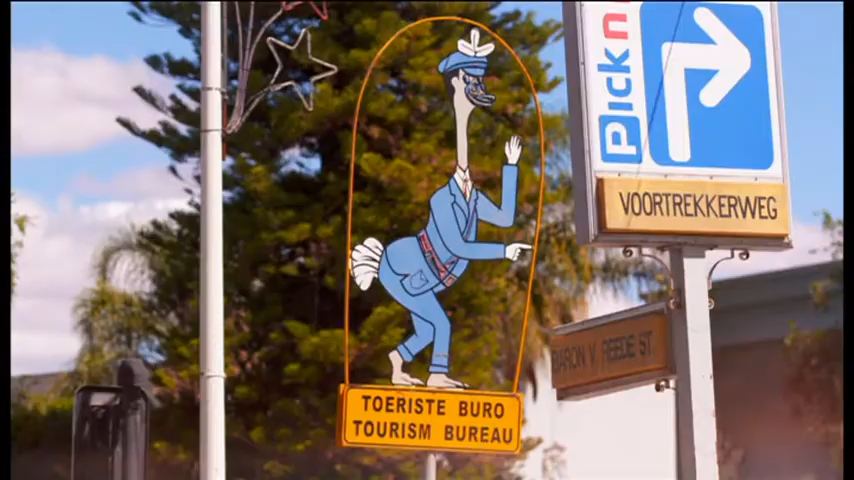 Pick n
P
VOORTREKKERWEG
BARON V. REEDE ST
TOERISTE BURO
TOURISM BUREAU